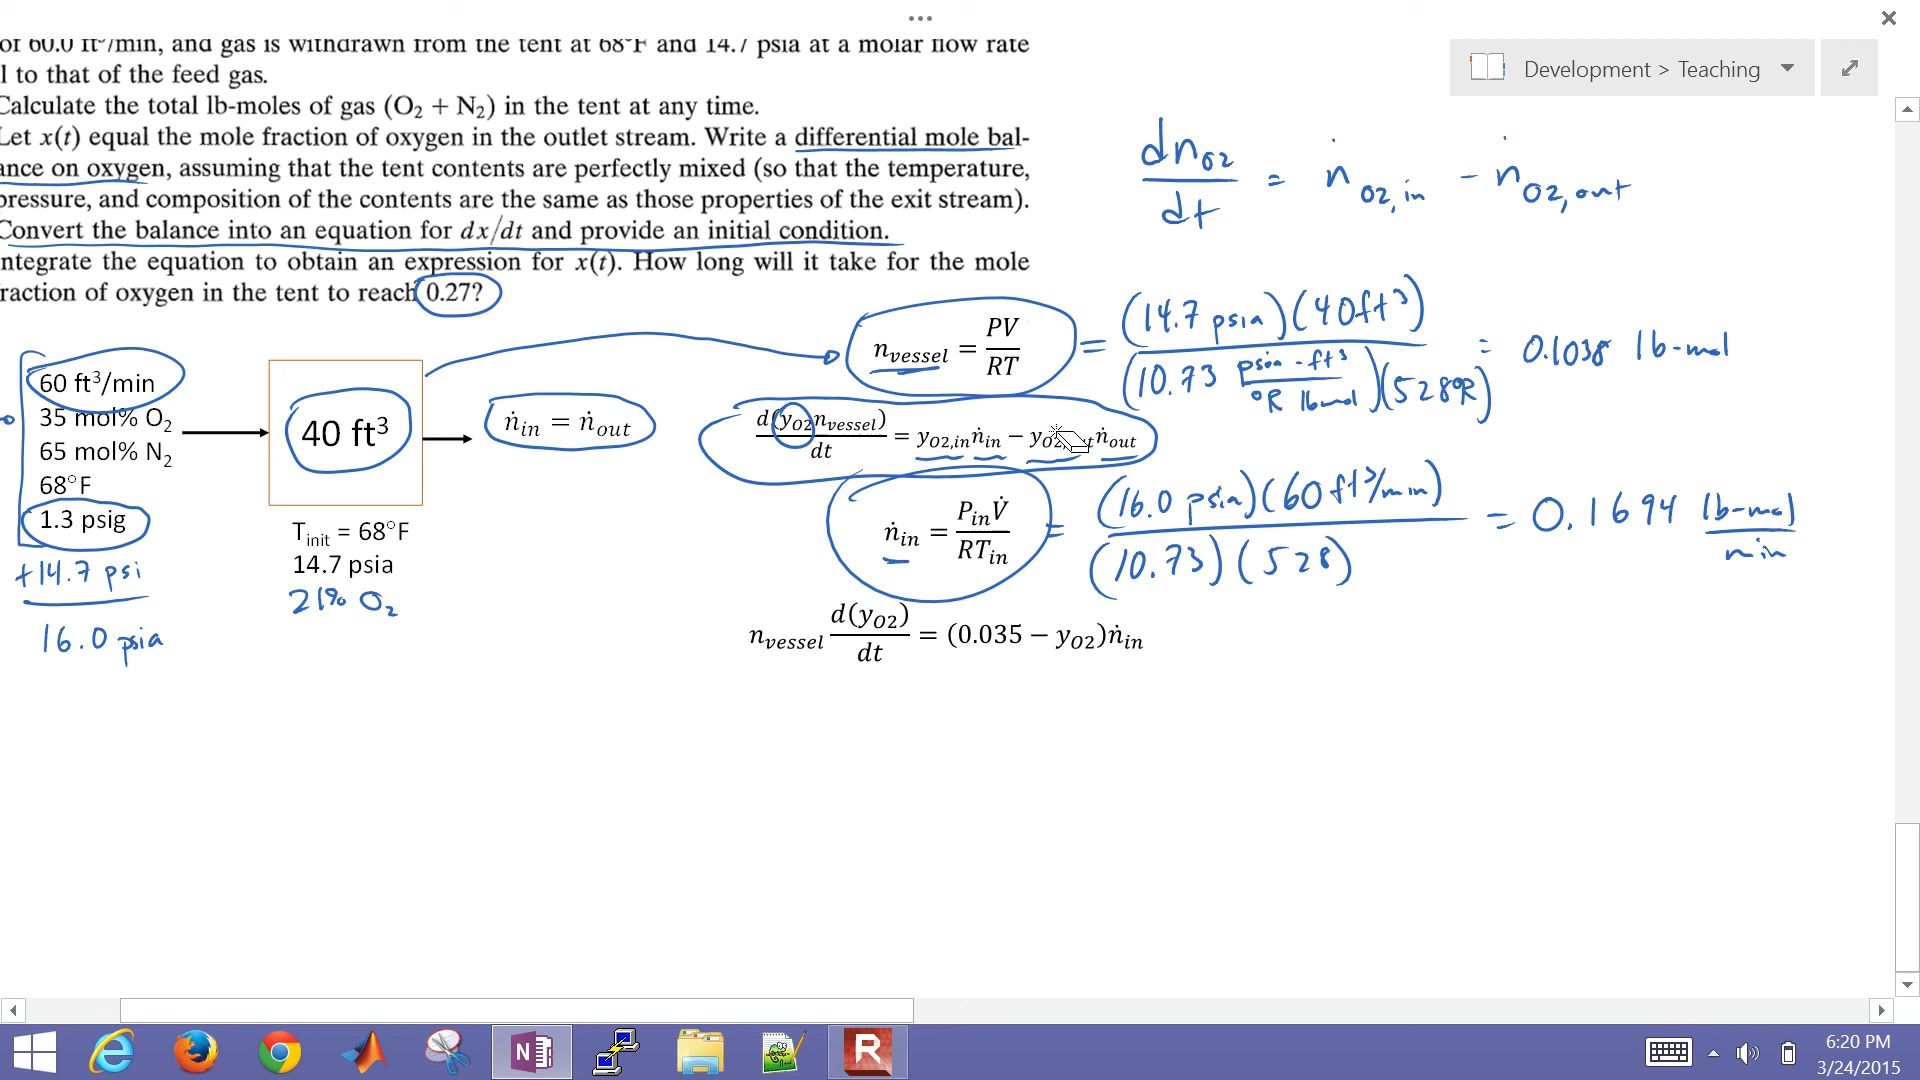 of 60.0 ft³/min, and gas is withdrawn from the tent at 68°F and 14.7 psia at a molar flow rate
l to that of the feed gas.
Calculate the total lb-moles of gas (O₂ + N₂) in the tent at any time.
Let x(t) equal the mole fraction of oxygen in the outlet stream. Write a differential mole bal-
ance on oxygen, assuming that the tent contents are perfectly mixed (so that the temperature,
pressure, and composition of the contents are the same as those properties of the exit stream).
Convert the balance into an equation for dx/dt and provide an initial condition.
ntegrate the equation to obtain an expression for x(t). How long will it take for the mole
raction of oxygen in the tent to reach 0.27?
Development > Teaching
dn_O2/dt = ṅ_O2, in − ṅ_O2, out
60 ft³/min
35 mol% O₂
65 mol% N₂
68°F
1.3 psig
+14.7 psi
16.0 psia
40 ft³
T_init = 68°F
14.7 psia
21% O₂
ṅ_in = ṅ_out
n_vessel = PV/RT = (14.7 psia)(40ft³)/(10.73 psia-ft³/°R lbmol)(528°R) = 0.1038 lb-mol
d(y_O2 n_vessel)/dt = y_O2,in ṅ_in − ṅ_out
ṅ_in = P_in V̇/RT_in = (16.0 psia)(60 ft³/min)/(10.73)(528) = 0.1694 lb-mol/min
n_vessel d(y_O2)/dt = (0.035 − y_O2)ṅ_in
N
R
6:20 PM
3/24/2015